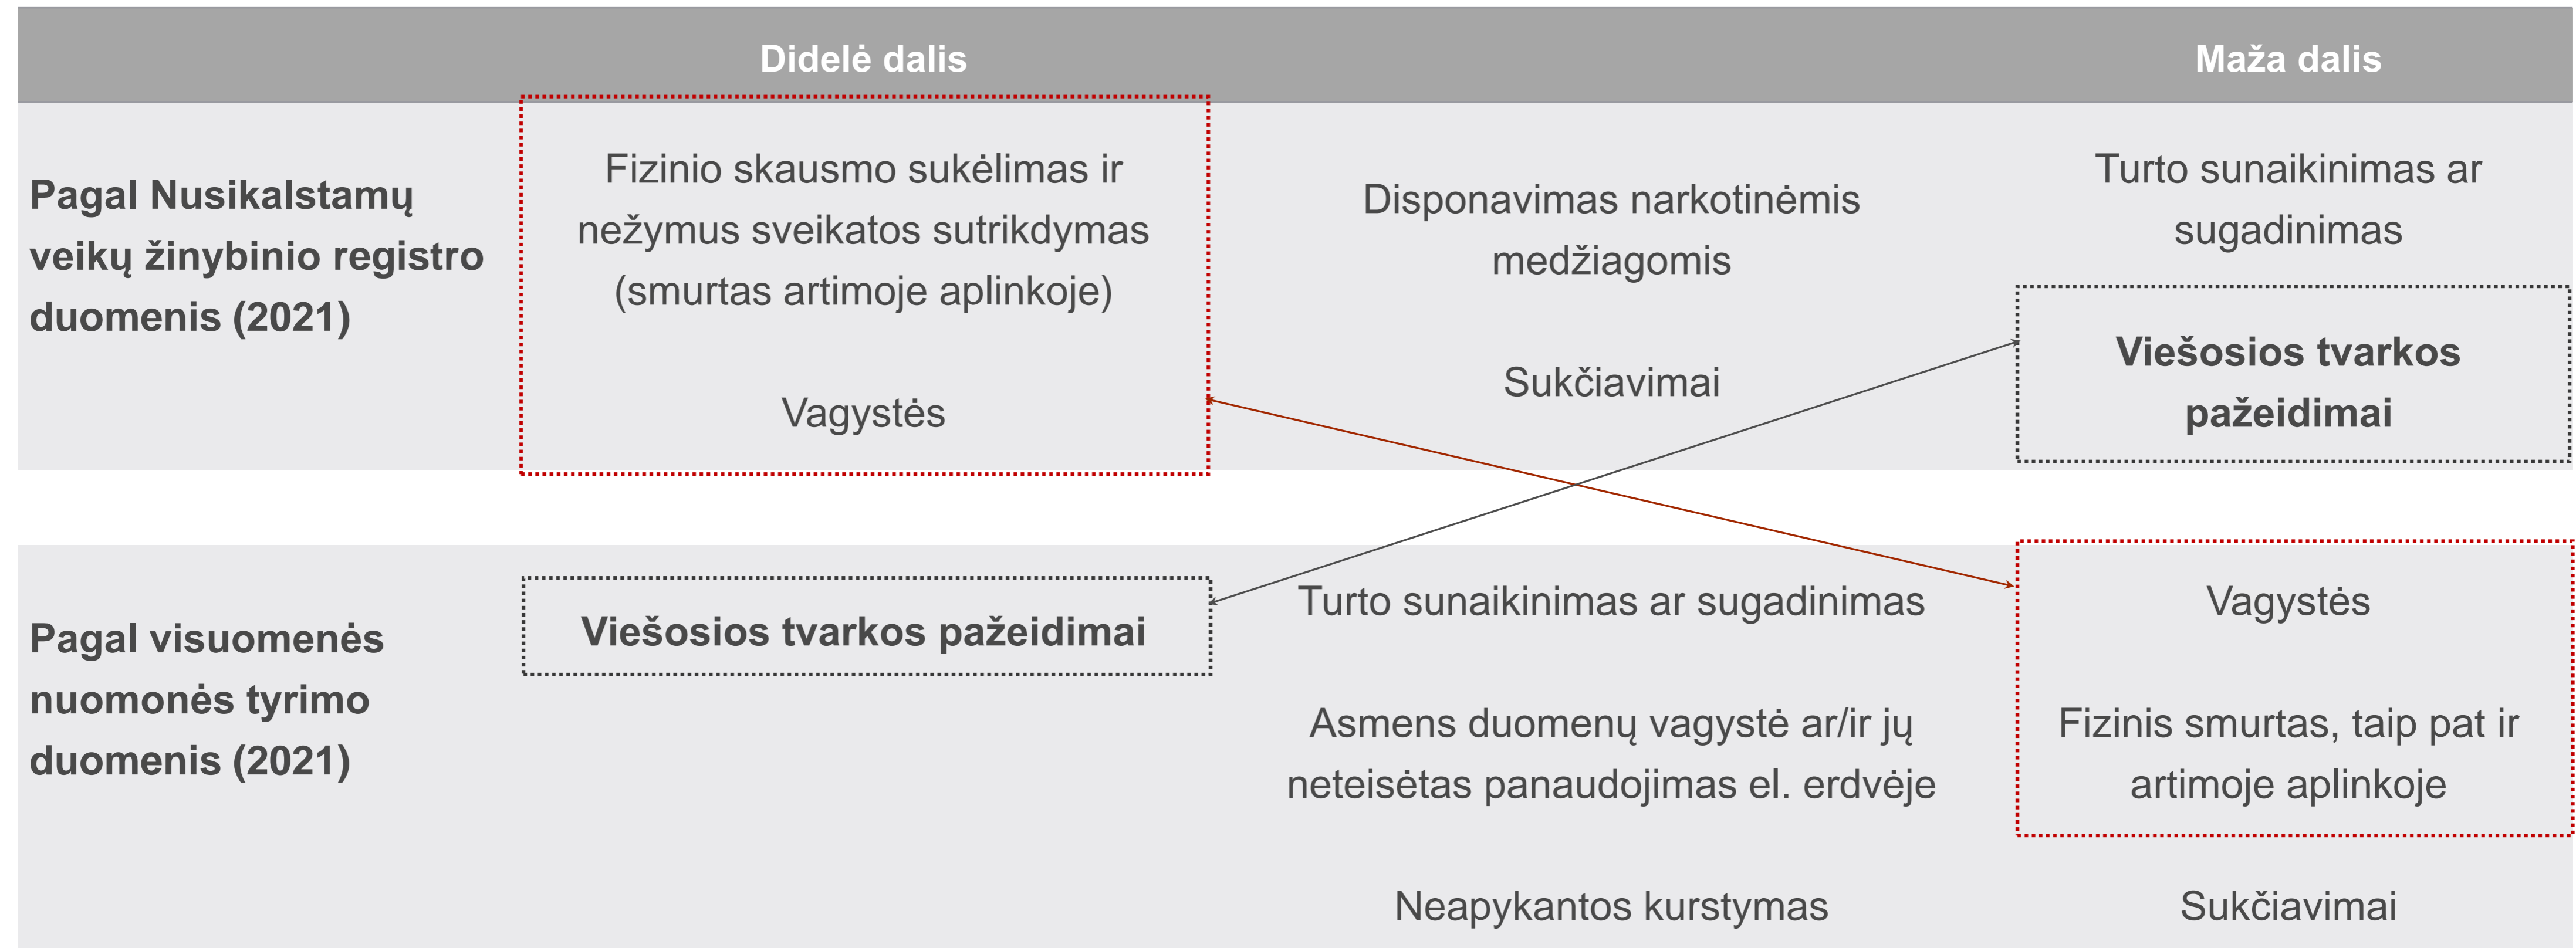 Didelė dalis
Maža dalis
Pagal Nusikalstamų
veikų žinybinio registro
duomenis (2021)
Fizinio skausmo sukėlimas ir
nežymus sveikatos sutrikdymas
(smurtas artimoje aplinkoje)
Vagystės
Disponavimas narkotinėmis
medžiagomis
Sukčiavimai
Turto sunaikinimas ar
sugadinimas
Viešosios tvarkos
pažeidimai
Pagal visuomenės
nuomonės tyrimo
duomenis (2021)
Viešosios tvarkos pažeidimai
Turto sunaikinimas ar sugadinimas
Asmens duomenų vagystė ar/ir jų
neteisėtas panaudojimas el. erdvėje
Neapykantos kurstymas
Vagystės
Fizinis smurtas, taip pat ir
artimoje aplinkoje
Sukčiavimai